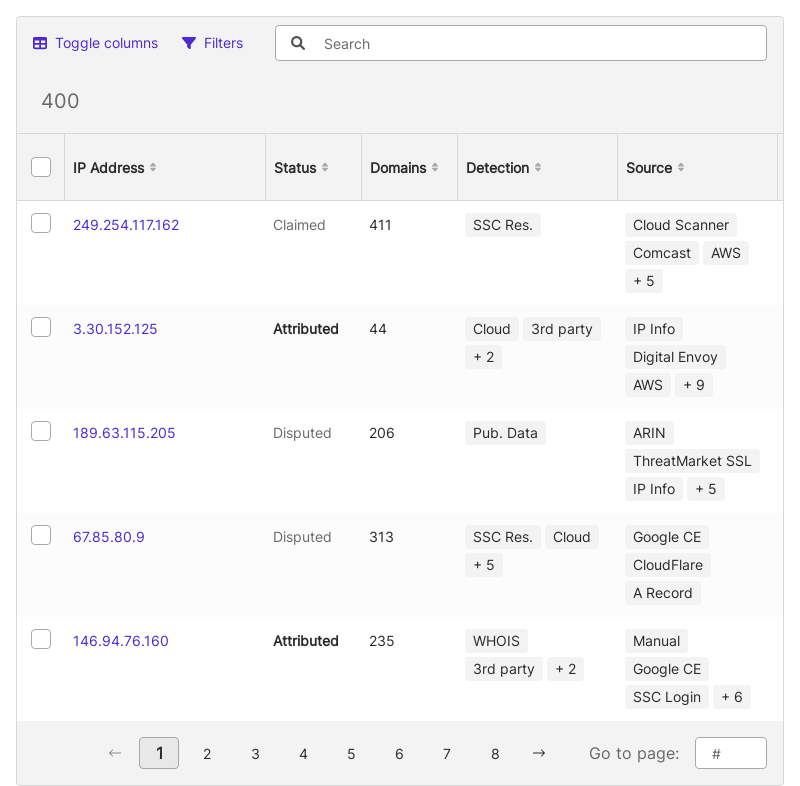 Toggle columns Filters Search
400
IP Address Status Domains Detection Source
249.254.117.162 Claimed 411 SSC Res. Cloud Scanner
Comcast AWS
+ 5
3.30.152.125 Attributed 44 Cloud 3rd party IP Info
+ 2 Digital Envoy
AWS + 9
189.63.115.205 Disputed 206 Pub. Data ARIN
ThreatMarket SSL
IP Info + 5
67.85.80.9 Disputed 313 SSC Res. Cloud Google CE
+ 5 CloudFlare
A Record
146.94.76.160 Attributed 235 WHOIS Manual
3rd party + 2 Google CE
SSC Login + 6
← 1 2 3 4 5 6 7 8 → Go to page: #